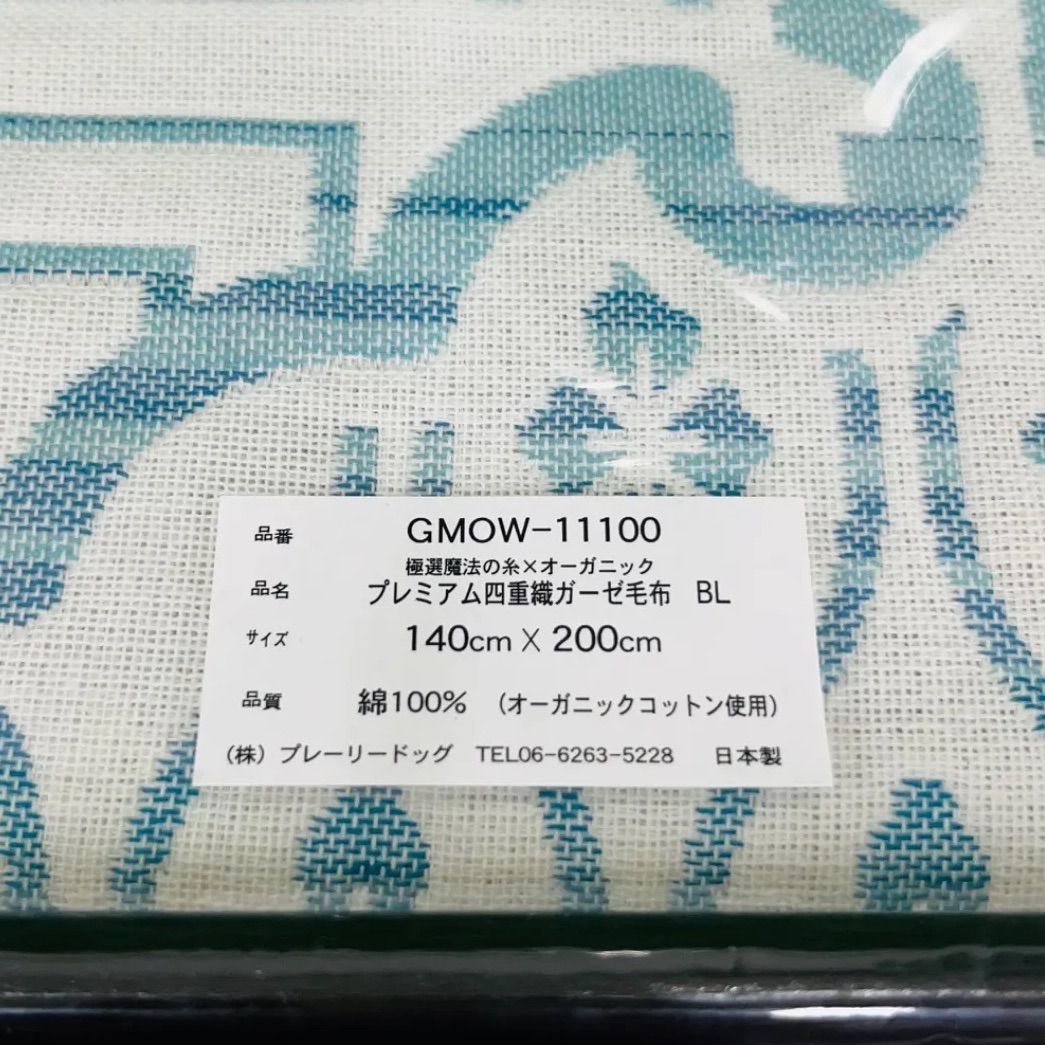 品番 GMOW-11100
極選魔法の糸×オーガニック
品名 プレミアム四重織ガーゼ毛布 BL
サイズ 140cm X 200cm
品質 綿100% (オーガニックコットン使用)
(株) プレーリードッグ TEL06-6263-5228 日本製